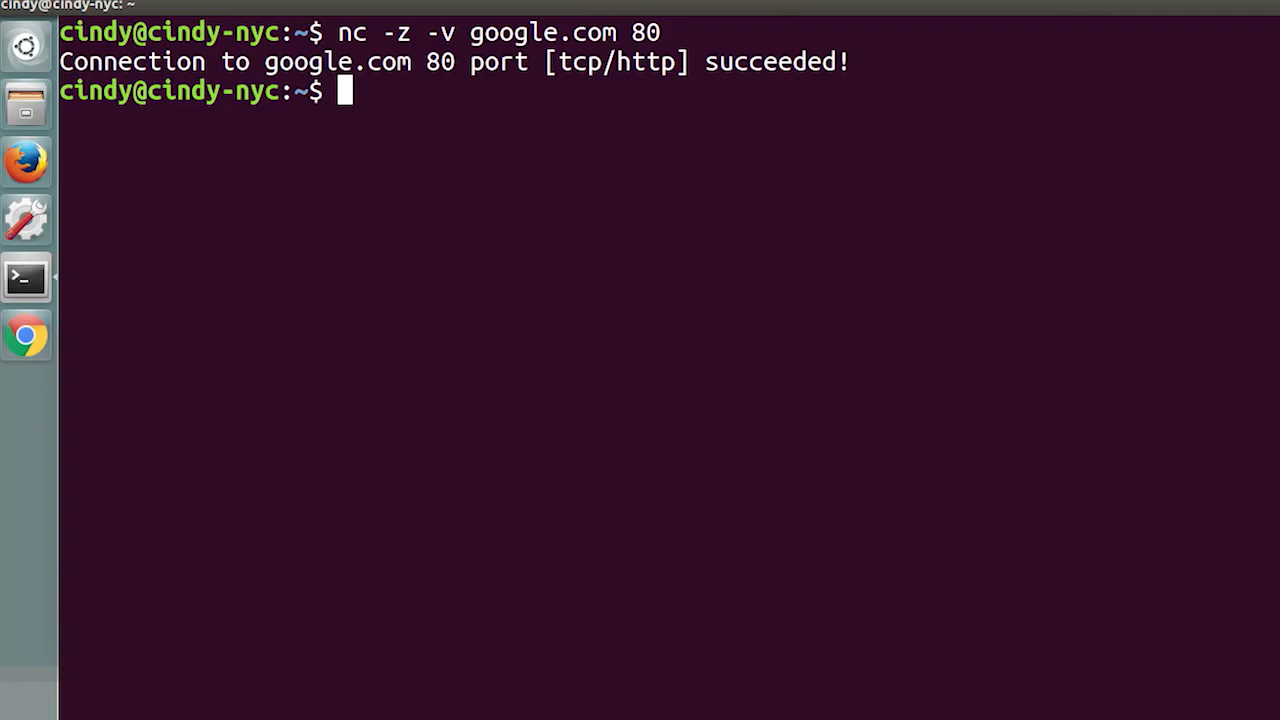 cindy@cindy-nyc: ~
cindy@cindy-nyc:~$ nc -z -v google.com 80
Connection to google.com 80 port [tcp/http] succeeded!
cindy@cindy-nyc:~$